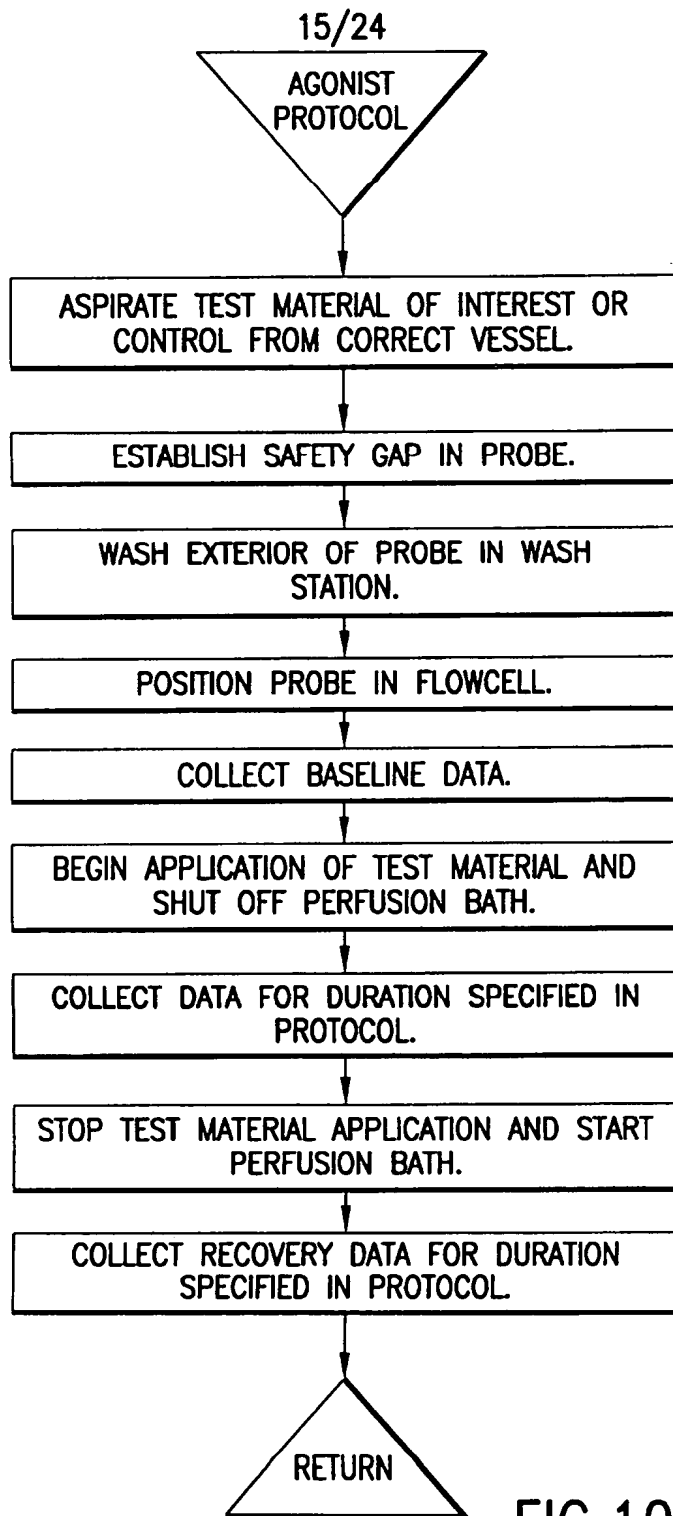 15/24
AGONIST
PROTOCOL
ASPIRATE TEST MATERIAL OF INTEREST OR
CONTROL FROM CORRECT VESSEL.
ESTABLISH SAFETY GAP IN PROBE.
WASH EXTERIOR OF PROBE IN WASH
STATION.
POSITION PROBE IN FLOWCELL.
COLLECT BASELINE DATA.
BEGIN APPLICATION OF TEST MATERIAL AND
SHUT OFF PERFUSION BATH.
COLLECT DATA FOR DURATION SPECIFIED IN
PROTOCOL.
STOP TEST MATERIAL APPLICATION AND START
PERFUSION BATH.
COLLECT RECOVERY DATA FOR DURATION
SPECIFIED IN PROTOCOL.
RETURN